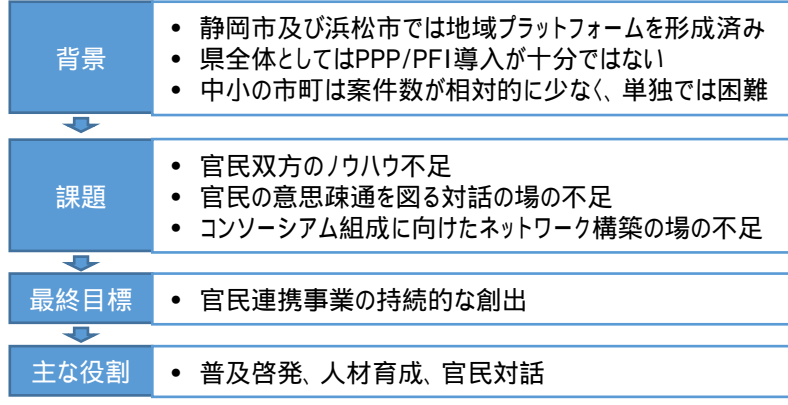 背景
• 静岡市及び浜松市では地域プラットフォームを形成済み
• 県全体としてはPPP/PFI導入が十分ではない
• 中小の市町は案件数が相対的に少なく、単独では困難
課題
• 官民双方のノウハウ不足
• 官民の意思疎通を図る対話の場の不足
• コンソーシアム組成に向けたネットワーク構築の場の不足
最終目標
• 官民連携事業の持続的な創出
主な役割
• 普及啓発、人材育成、官民対話